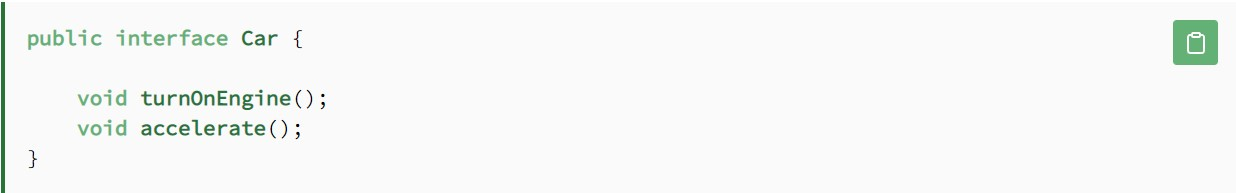 public interface Car {
    void turnOnEngine();
    void accelerate();
}